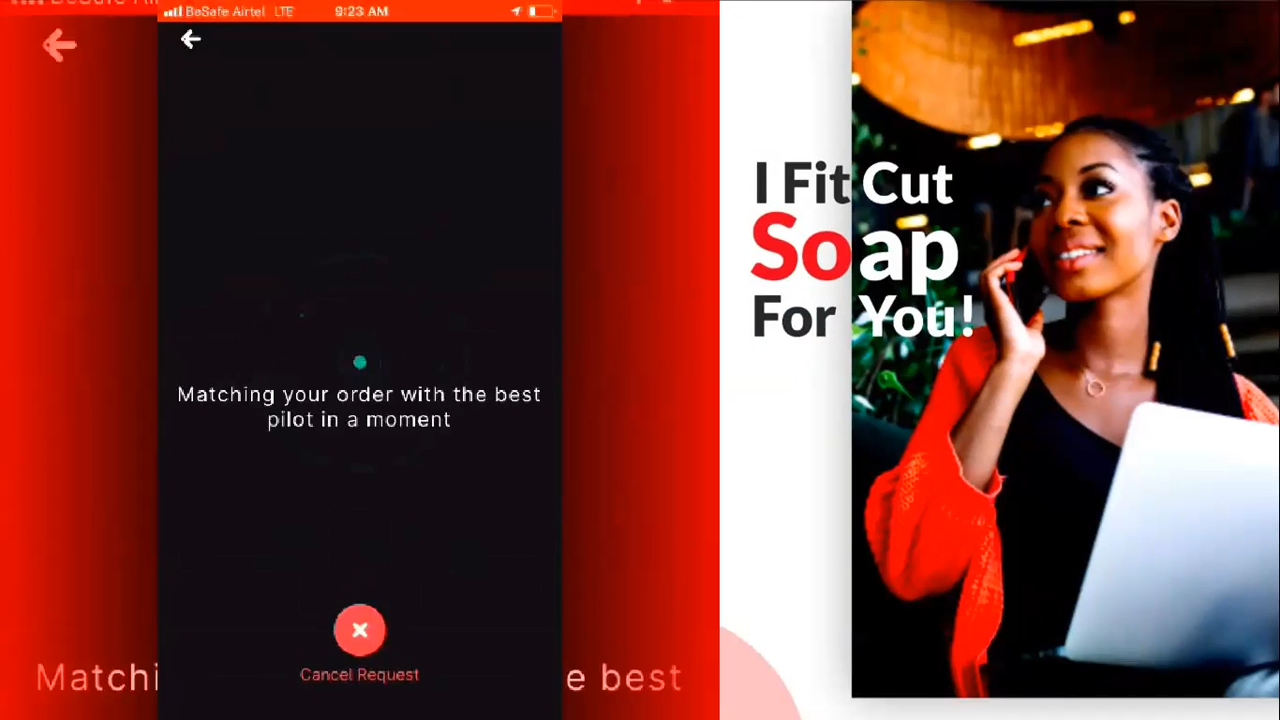 BeSafe Airtel LTE 9:23 AM
Matching your order with the best
pilot in a moment
Cancel Request
Matchi
e best
I Fit Cut
Soap
For You!